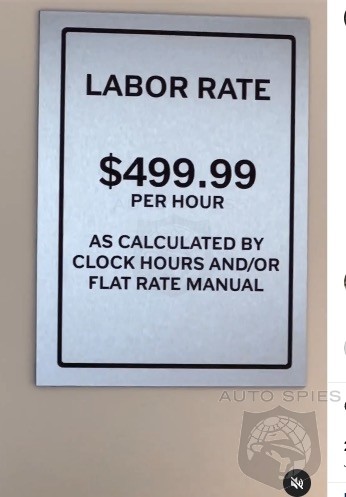 LABOR RATE
$499.99
PER HOUR
AS CALCULATED BY
CLOCK HOURS AND/OR
FLAT RATE MANUAL
AUTO SPIES